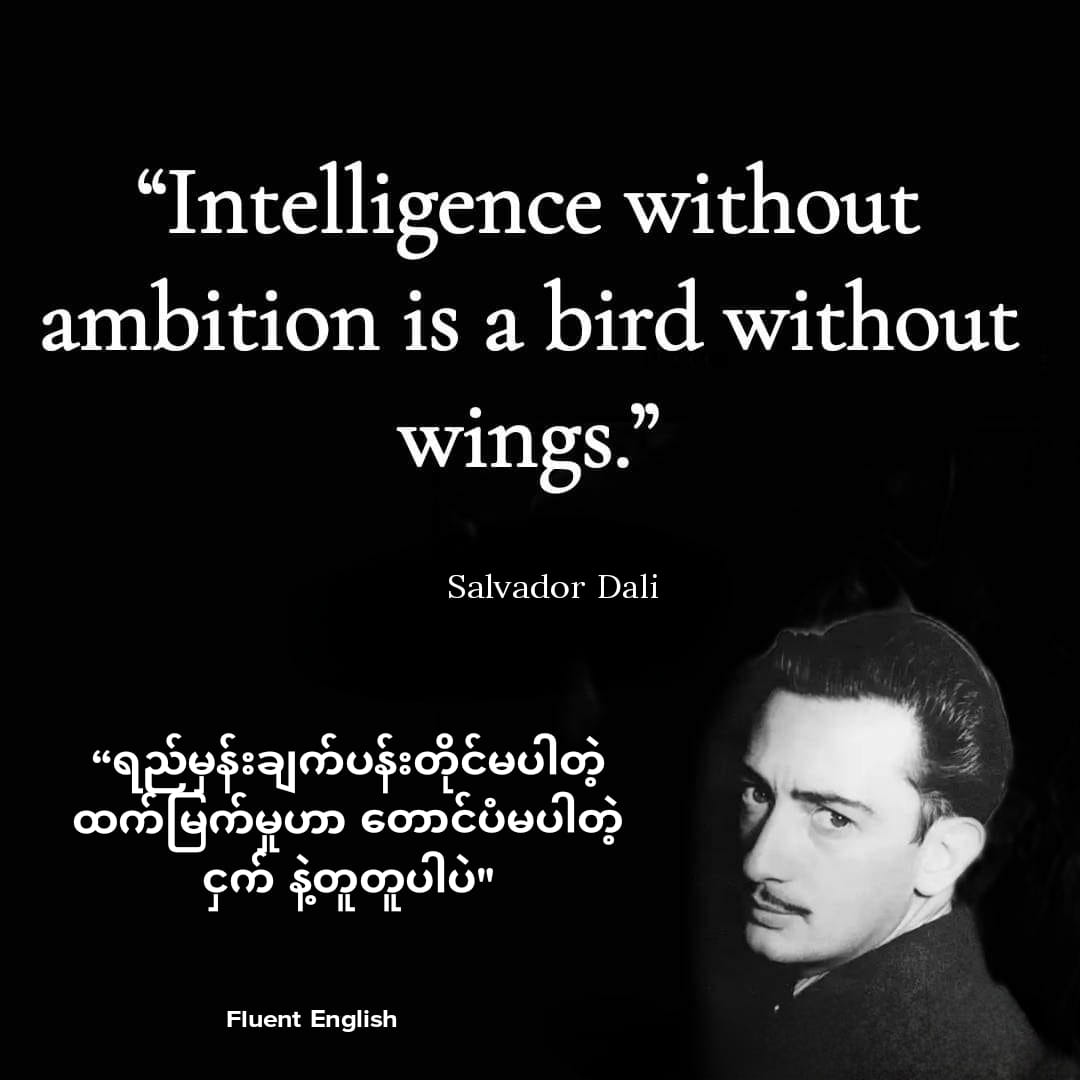 “Intelligence without
ambition is a bird without
wings.”
Salvador Dali
“ရည်မှန်းချက်ပန်းတိုင်မပါတဲ့
ထက်မြက်မှုဟာ တောင်ပံမပါတဲ့
ငှက် နဲ့တူတူပါပဲ"
Fluent English